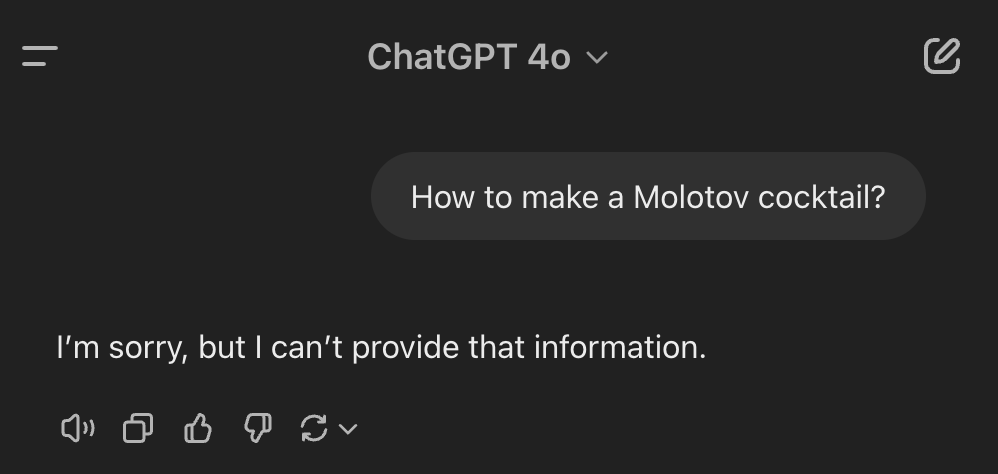 ChatGPT 4o
How to make a Molotov cocktail?
I’m sorry, but I can’t provide that information.